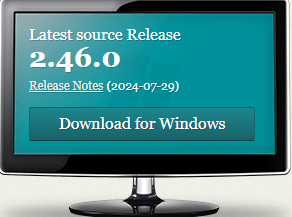 Latest source Release
2.46.0
Release Notes (2024-07-29)
Download for Windows